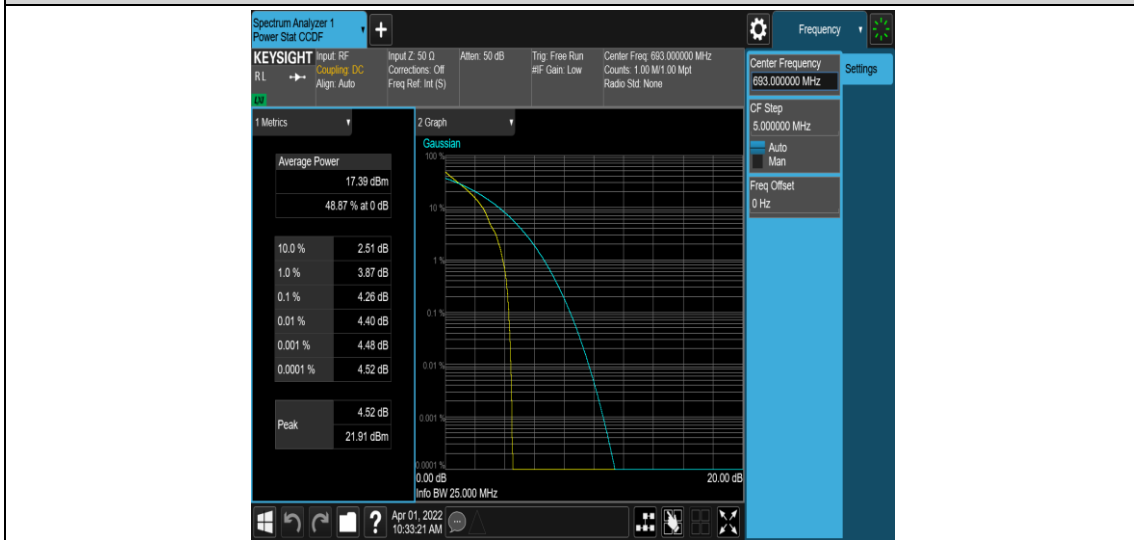 Spectrum Analyzer 1
Power Stat CCDF
+
Frequency
KEYSIGHT
RL
Input: RF
Coupling: DC
Align: Auto
Input Z: 50 Ω
Corrections: Off
Freq Ref: Int (S)
Atten: 50 dB
Trig: Free Run
#IF Gain: Low
Center Freq: 693.000000 MHz
Counts: 1.00 M/1.00 Mpt
Radio Std: None
Center Frequency
693.000000 MHz
Settings
CF Step
5.000000 MHz
Auto
Man
Freq Offset
0 Hz
1 Metrics
Average Power
17.39 dBm
48.87 % at 0 dB
10.0 % 2.51 dB
1.0 % 3.87 dB
0.1 % 4.26 dB
0.01 % 4.40 dB
0.001 % 4.48 dB
0.0001 % 4.52 dB
Peak
4.52 dB
21.91 dBm
2 Graph
Gaussian
100 %
10 %
1 %
0.1 %
0.01 %
0.001 %
0.0001 %
0.00 dB 20.00 dB
Info BW 25.000 MHz
?
Apr 01, 2022
10:33:21 AM